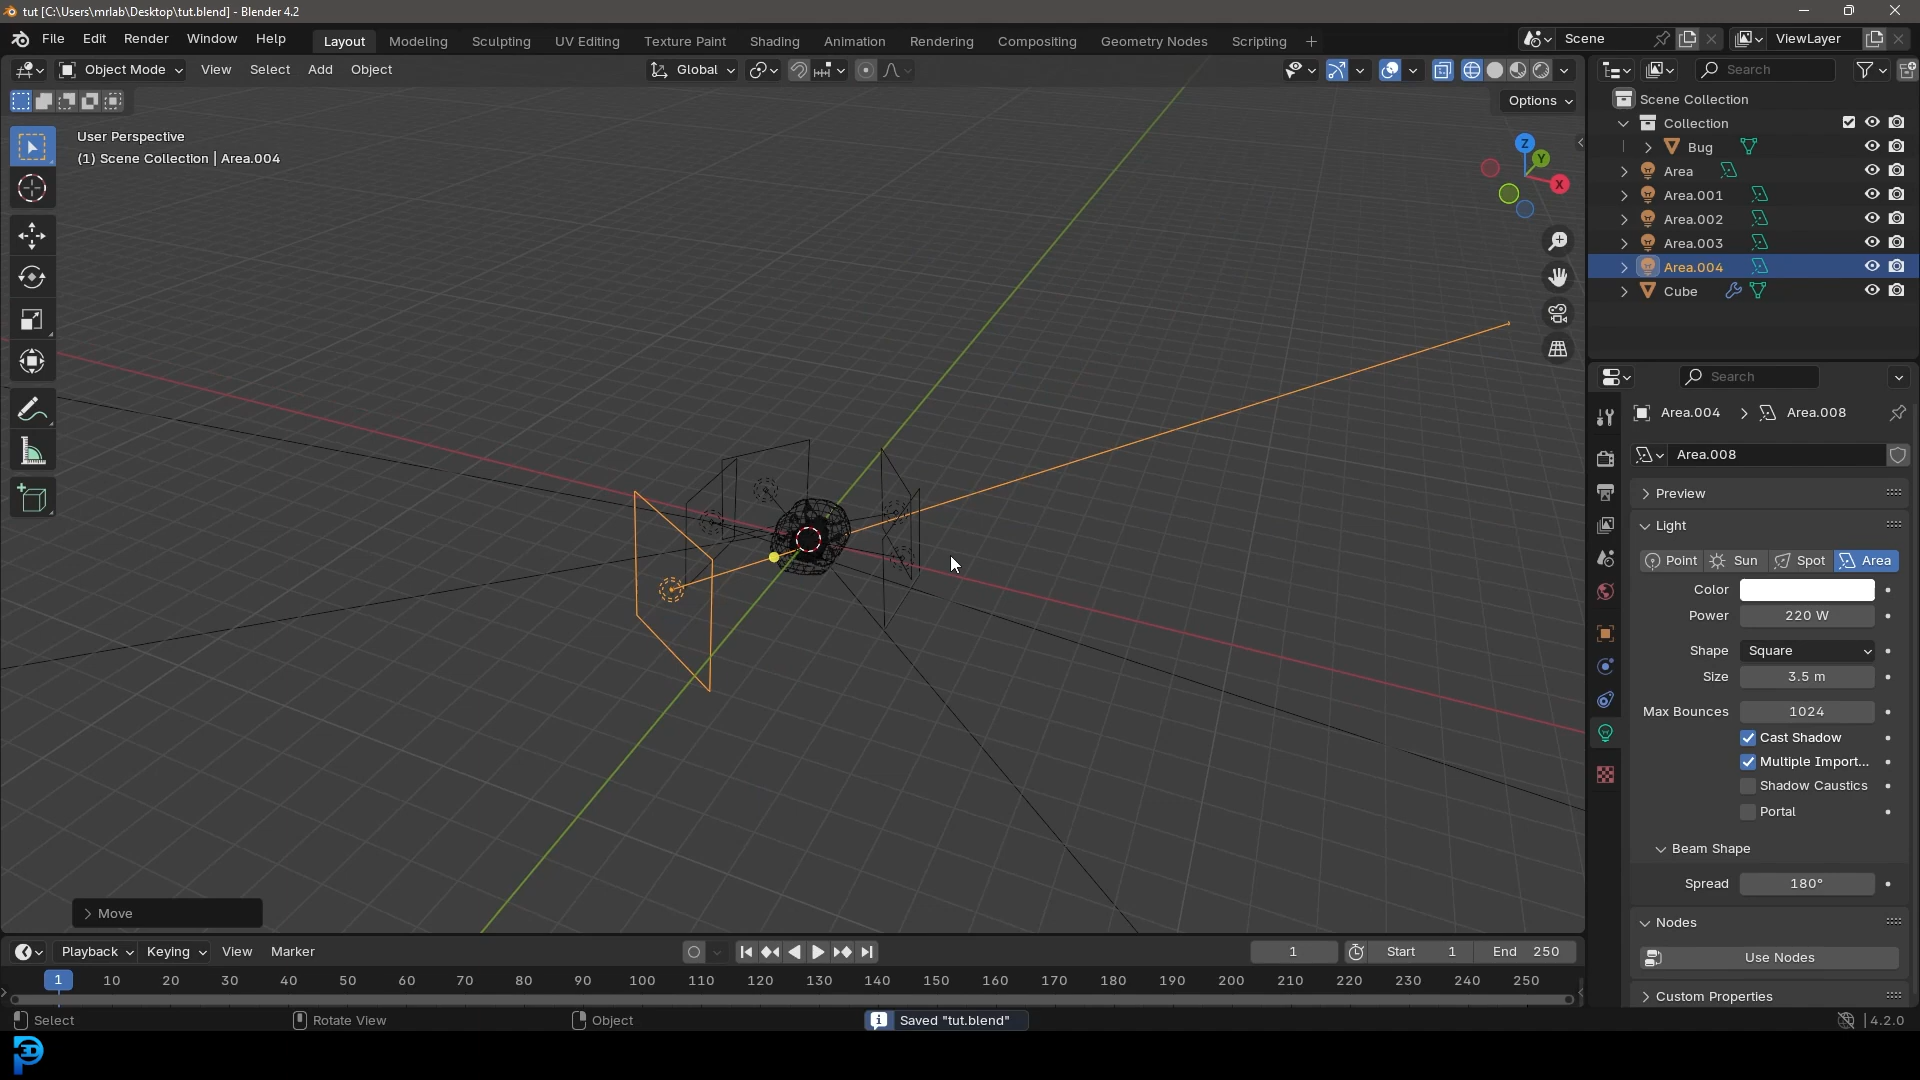 tut [C:\Users\mrlab\Desktop\tut.blend] - Blender 4.2
File Edit Render Window Help
Layout Modeling Sculpting UV Editing Texture Paint Shading Animation Rendering Compositing Geometry Nodes Scripting +
Scene
ViewLayer
Object Mode View Select Add Object
Global
Search
Options
User Perspective
(1) Scene Collection | Area.004
Z
Y
X
Scene Collection
Collection
Bug
Area
Area.001
Area.002
Area.003
Area.004
Cube
Search
Area.004 > Area.008
Area.008
Preview
Light
Point Sun Spot Area
Color
Power 220 W
Shape Square
Size 3.5 m
Max Bounces 1024
Cast Shadow
Multiple Import...
Shadow Caustics
Portal
Beam Shape
Spread 180°
Nodes
Use Nodes
Custom Properties
Move
Playback Keying View Marker
1
Start 1
End 250
1 10 20 30 40 50 60 70 80 90 100 110 120 130 140 150 160 170 180 190 200 210 220 230 240 250
Select
Rotate View
Object
Saved "tut.blend"
4.2.0
3D